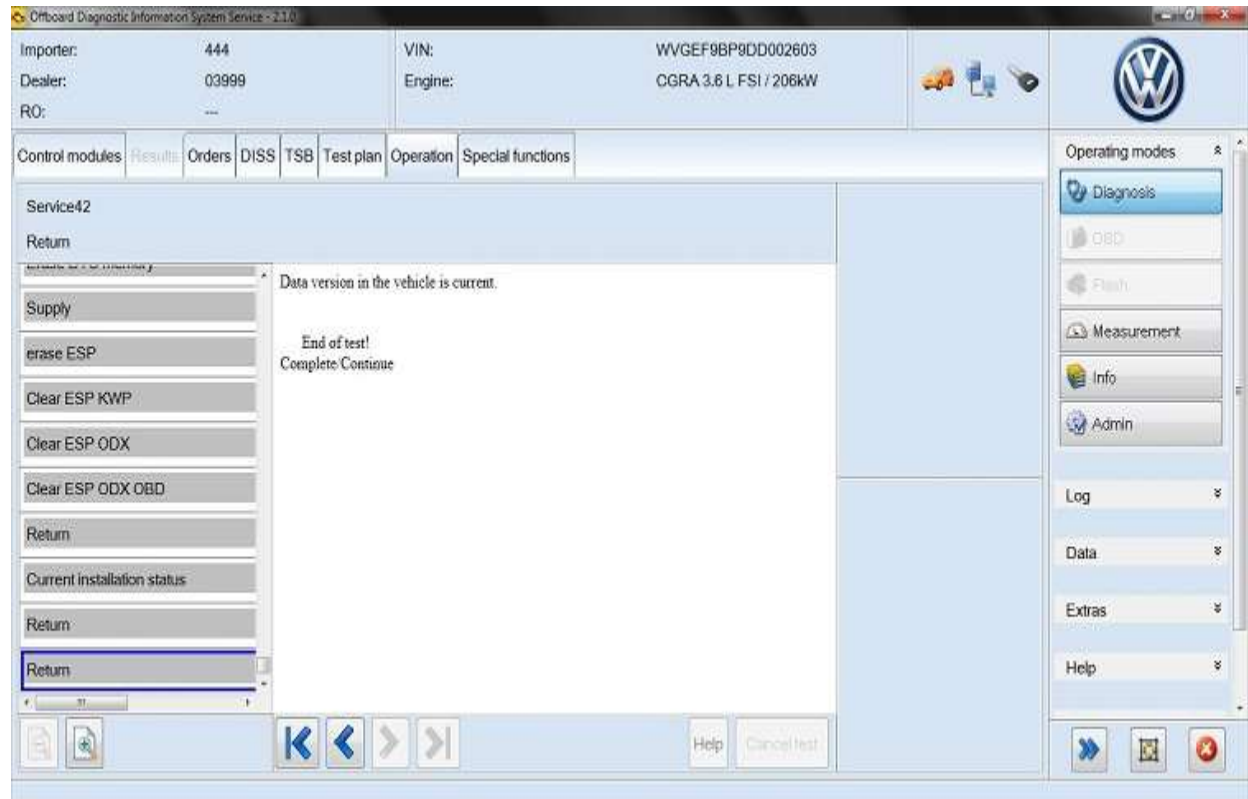 Offboard Diagnostic Information System Service - 2.1.0
Importer: 444
Dealer: 03999
RO: ---
VIN: WVGEF9BP9DD002603
Engine: CGRA 3.6 L FSI / 206kW
Control modules Results Orders DISS TSB Test plan Operation Special functions
Service42
Return
Erase DTC memory
Supply
erase ESP
Clear ESP KWP
Clear ESP ODX
Clear ESP ODX OBD
Return
Current installation status
Return
Return
Data version in the vehicle is current.
End of test!
Complete/Continue
Help Cancel test
Operating modes
Diagnosis
OBD
Flash
Measurement
Info
Admin
Log
Data
Extras
Help